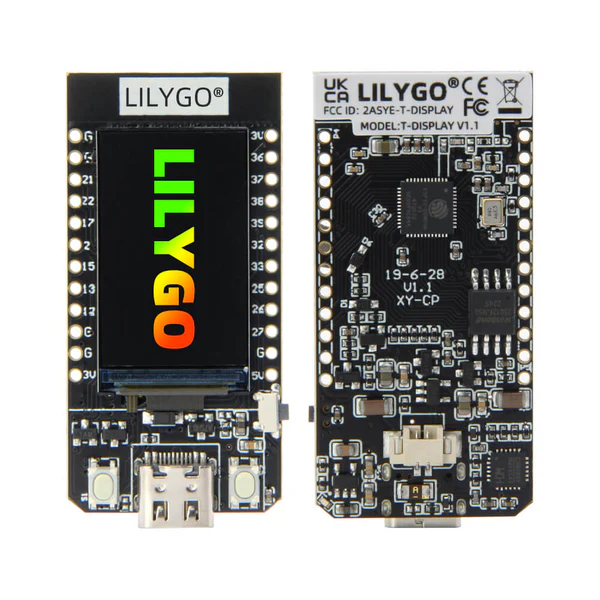 LILYGO®
G
3V
36
21
37
22
38
17
39
2
32
15
33
13
25
12
26
27
G
G
3V
5V
LILYGO
UK
CA
LILYGO®
CE
FCC ID: 2ASYE-T-DISPLAY
FC
MODEL:T-DISPLAY V1.1
19-6-28
V1.1
XY-CP